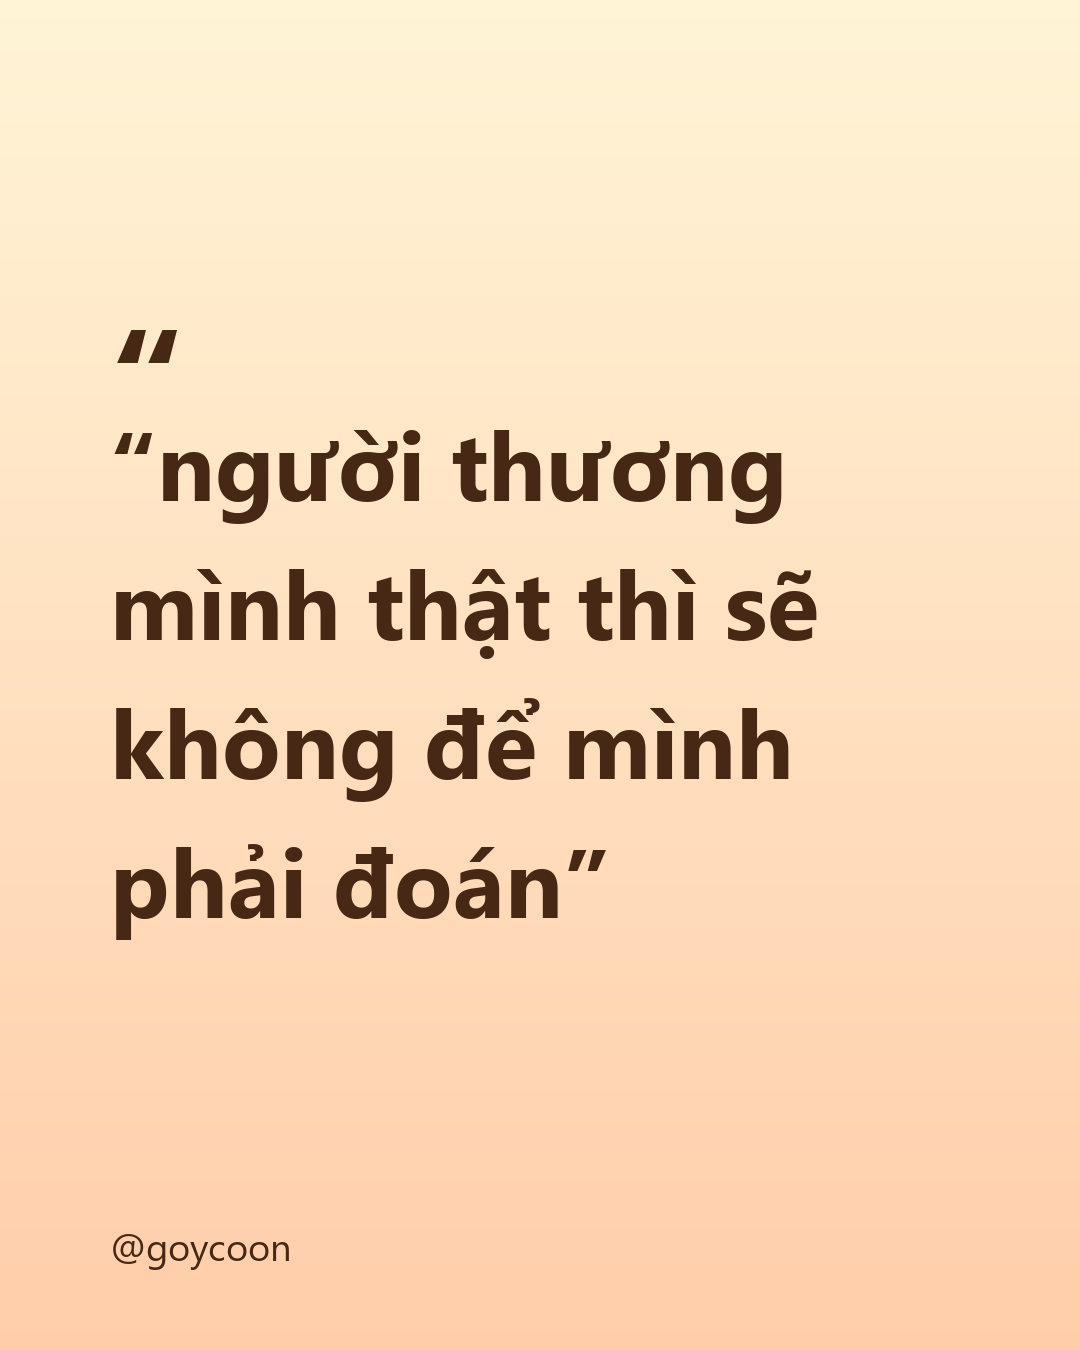 “
“người thương
mình thật thì sẽ
không để mình
phải đoán”
@goycoon